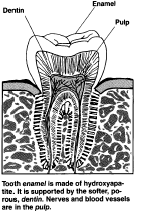 Enamel
Dentin
Pulp
Tooth enamel is made of hydroxyapa-
tite. It is supported by the softer, po-
rous, dentin. Nerves and blood vessels
are in the pulp.